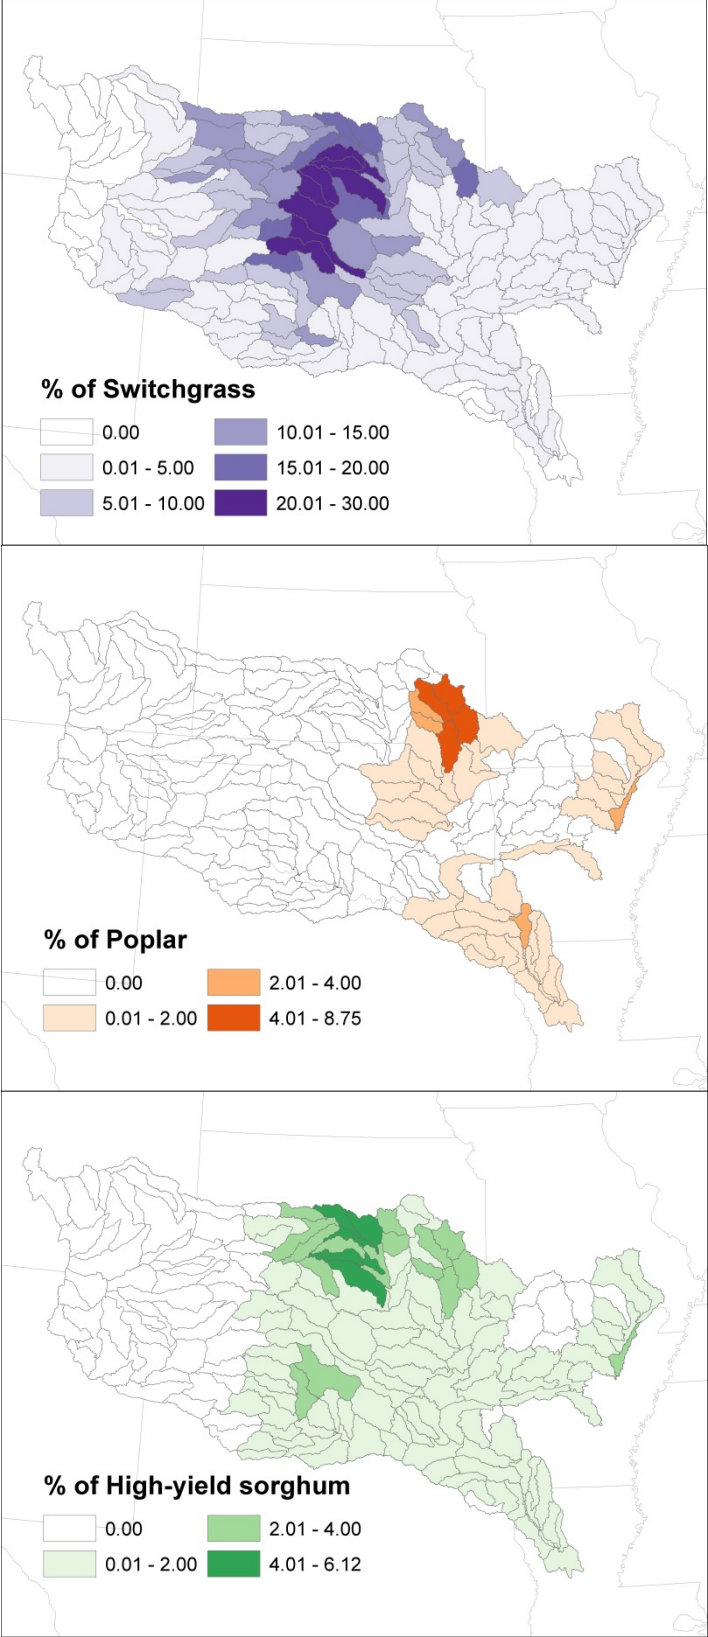 % of Switchgrass
0.00 10.01 - 15.00
0.01 - 5.00 15.01 - 20.00
5.01 - 10.00 20.01 - 30.00
% of Poplar
0.00 2.01 - 4.00
0.01 - 2.00 4.01 - 8.75
% of High-yield sorghum
0.00 2.01 - 4.00
0.01 - 2.00 4.01 - 6.12